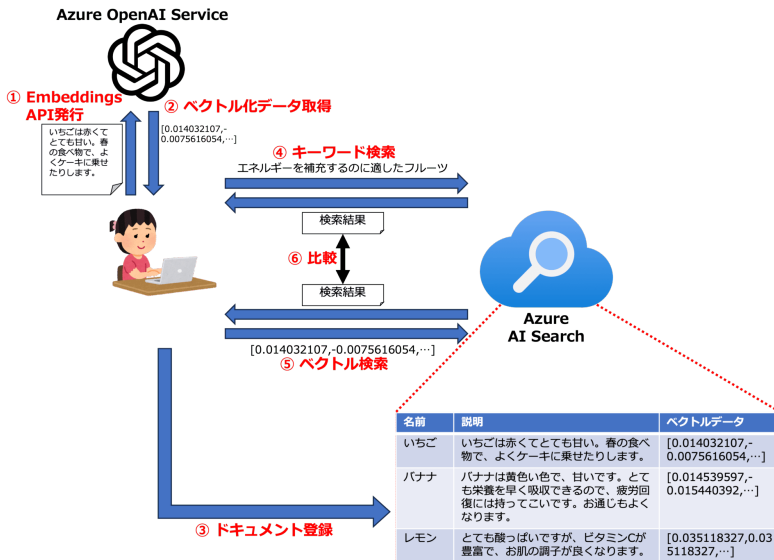 Azure OpenAI Service
① Embeddings
API発行
② ベクトル化データ取得
いちごは赤くて
とても甘い。春
の食べ物で、よ
くケーキに乗せ
たりします。
[0.014032107,-
0.0075616054,…]
④ キーワード検索
エネルギーを補充するのに適したフルーツ
検索結果
⑥ 比較
検索結果
[0.014032107,-0.0075616054,…]
⑤ ベクトル検索
Azure
AI Search
③ ドキュメント登録
名前 説明 ベクトルデータ
いちご いちごは赤くてとても甘い。春の食べ [0.014032107,-
物で、よくケーキに乗せたりします。 0.0075616054,…]
バナナ バナナは黄色い色で、甘いです。とて [0.014539597,-
も栄養を早く吸収できるので、疲労回 0.015440392,…]
復には持ってこいです。お通じもよく
なります。
レモン とても酸っぱいですが、ビタミンCが [0.035118327,0.03
豊富で、お肌の調子が良くなります。 5118327,…]